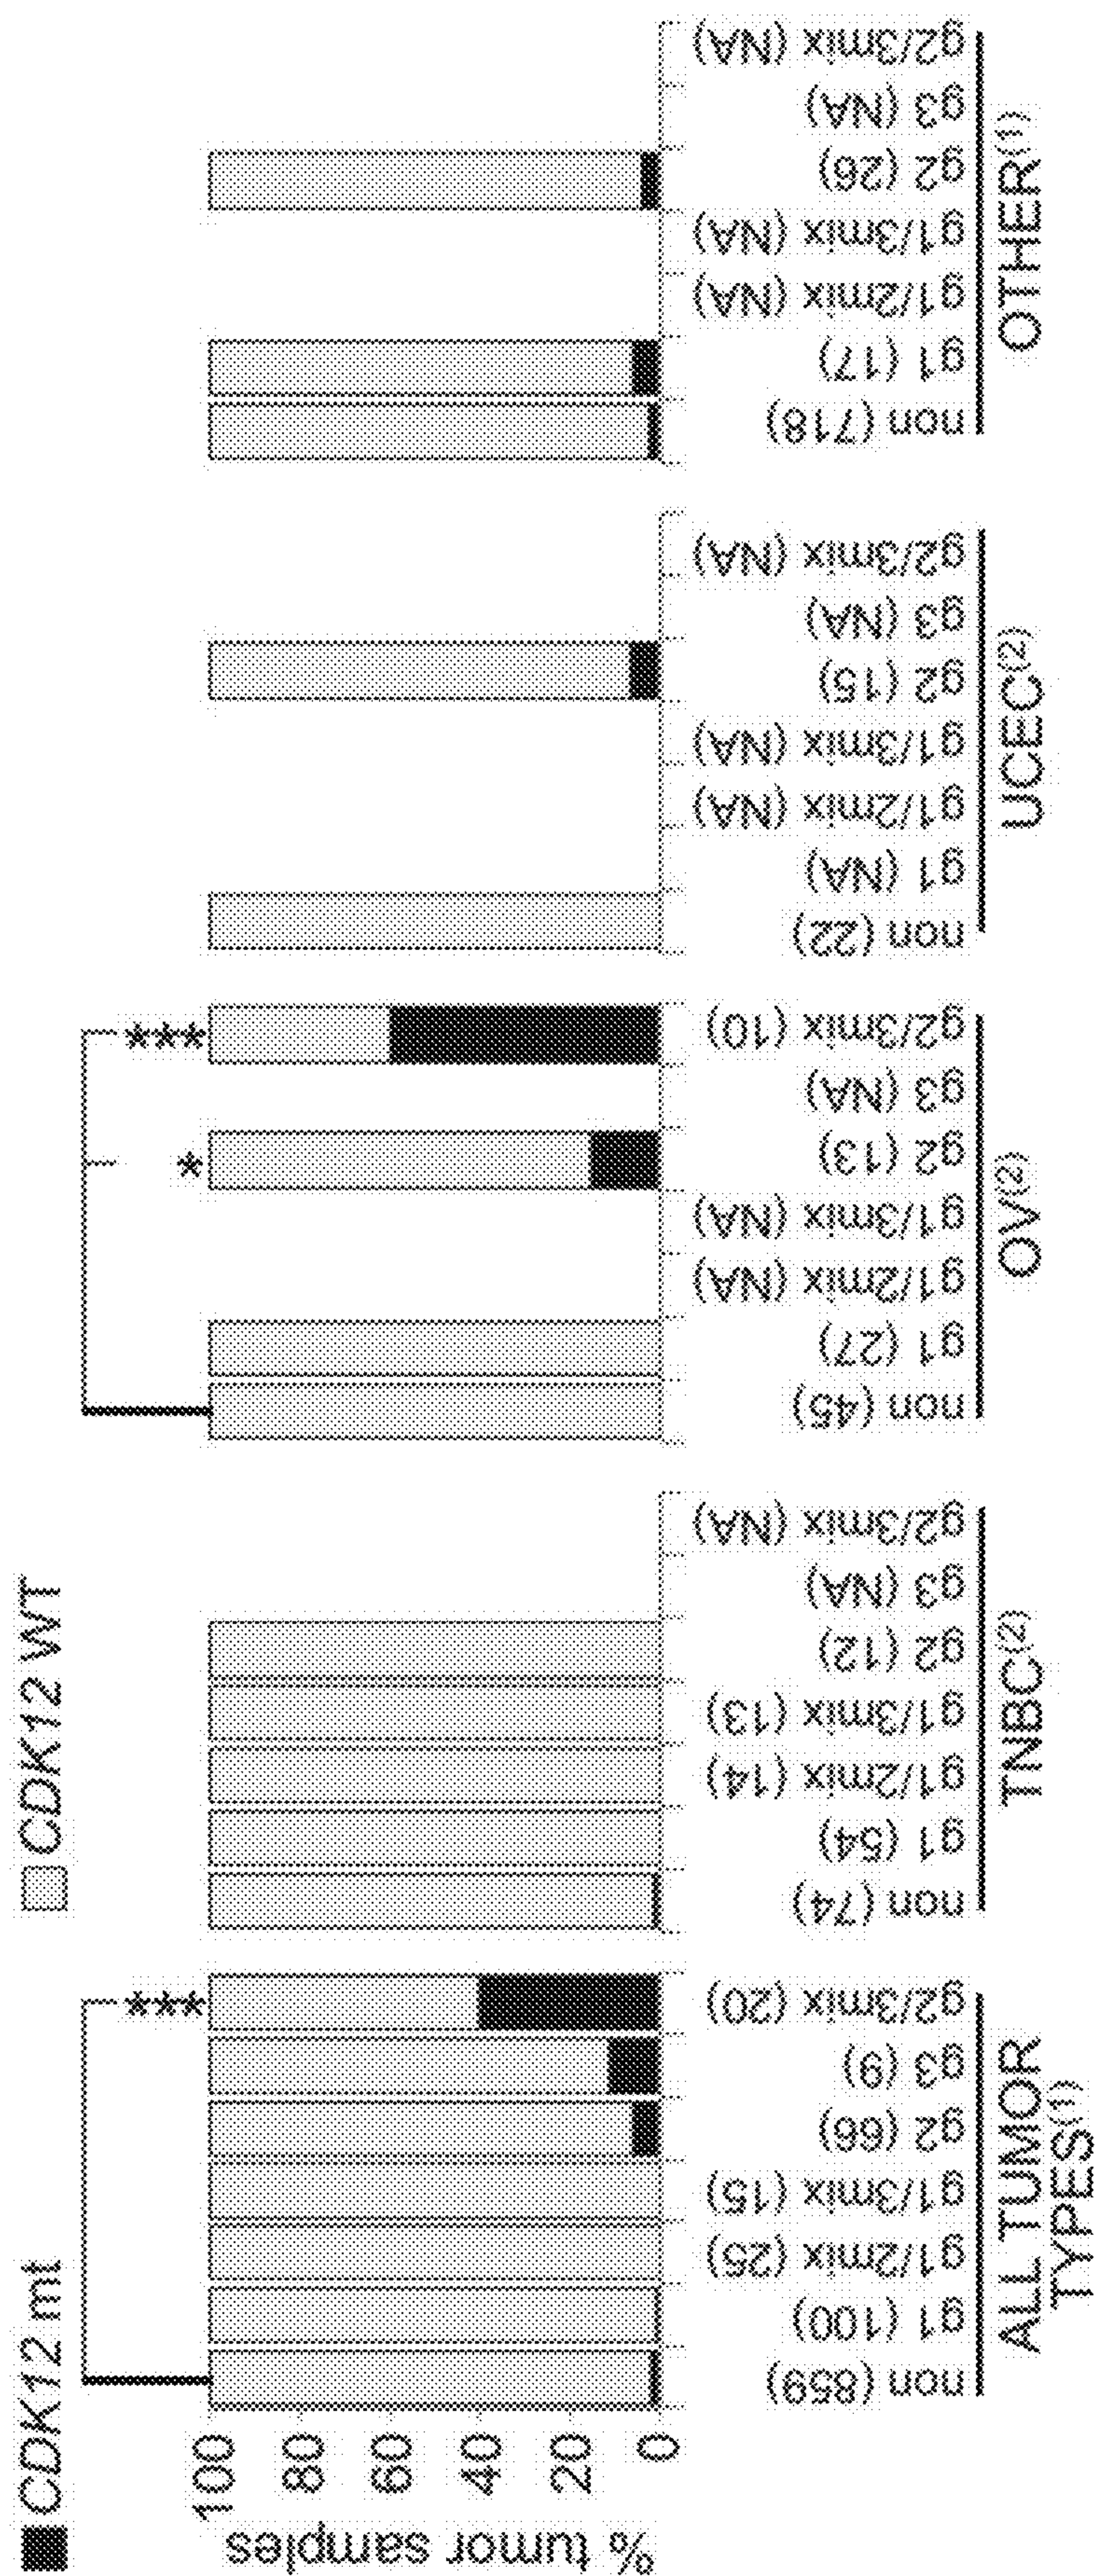 CDK12 mt
CDK12 WT
% tumor samples
100
80
60
40
20
0
***
*
***
non (859)
g1 (100)
g1/2mix (25)
g1/3mix (15)
g2 (66)
g3 (9)
g2/3mix (20)
ALL TUMOR
TYPES(1)
non (74)
g1 (54)
g1/2mix (14)
g1/3mix (13)
g2 (12)
g3 (NA)
g2/3mix (NA)
TNBC(2)
non (45)
g1 (27)
g1/2mix (NA)
g1/3mix (NA)
g2 (13)
g3 (NA)
g2/3mix (10)
OV(2)
non (22)
g1 (NA)
g1/2mix (NA)
g1/3mix (NA)
g2 (15)
g3 (NA)
g2/3mix (NA)
UCEC(2)
non (718)
g1 (17)
g1/2mix (NA)
g1/3mix (NA)
g2 (26)
g3 (NA)
g2/3mix (NA)
OTHER(1)